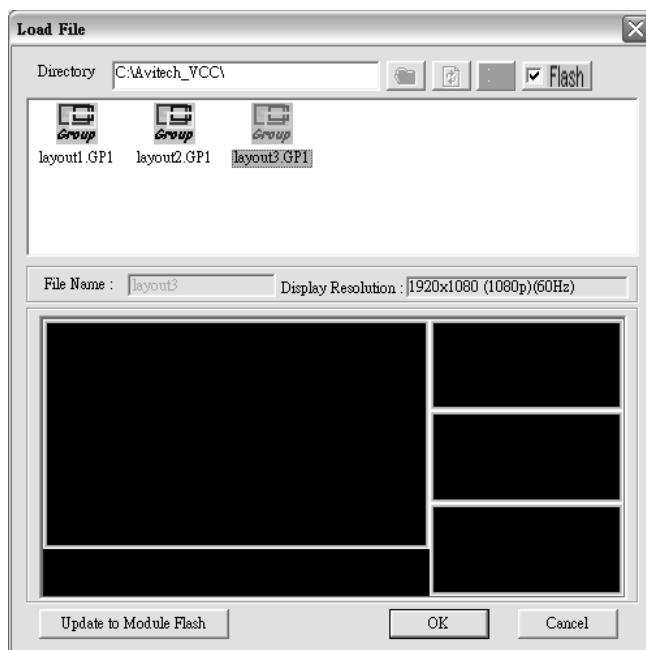 Load File
Directory C:\Avitech_VCC\ Flash
Group Group Group
layout1.GP1 layout2.GP1 layout3.GP1
File Name : layout3 Display Resolution : 1920x1080 (1080p)(60Hz)
Update to Module Flash OK Cancel